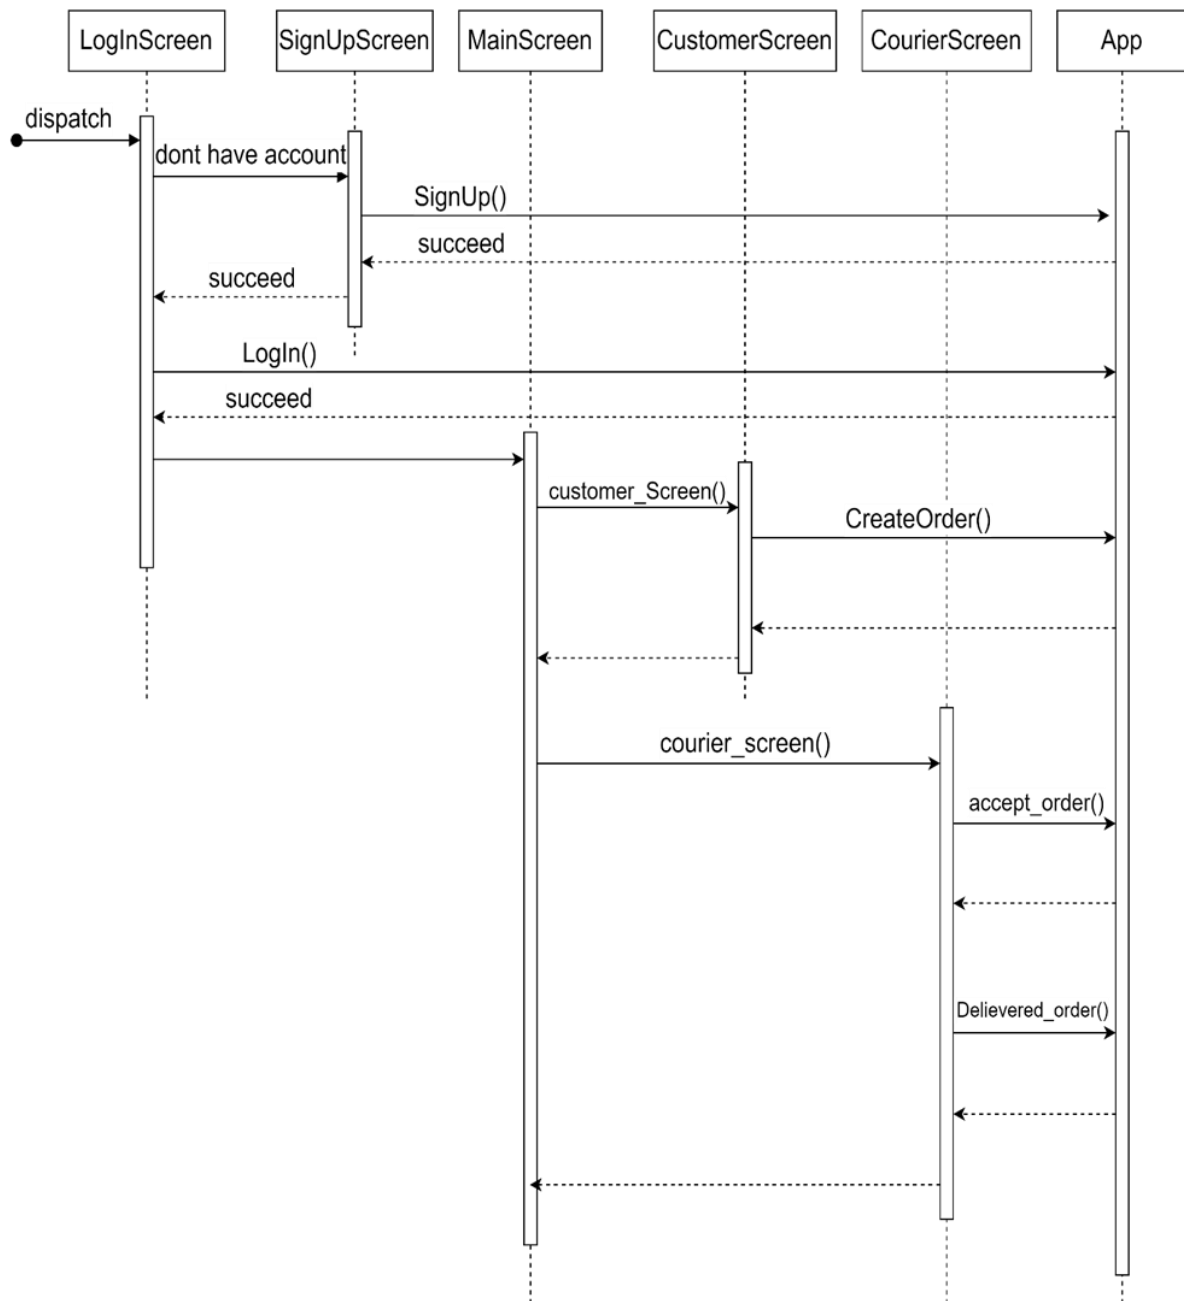 LogInScreen
SignUpScreen
MainScreen
CustomerScreen
CourierScreen
App
dispatch
dont have account
SignUp()
succeed
succeed
LogIn()
succeed
customer_Screen()
CreateOrder()
courier_screen()
accept_order()
Delievered_order()